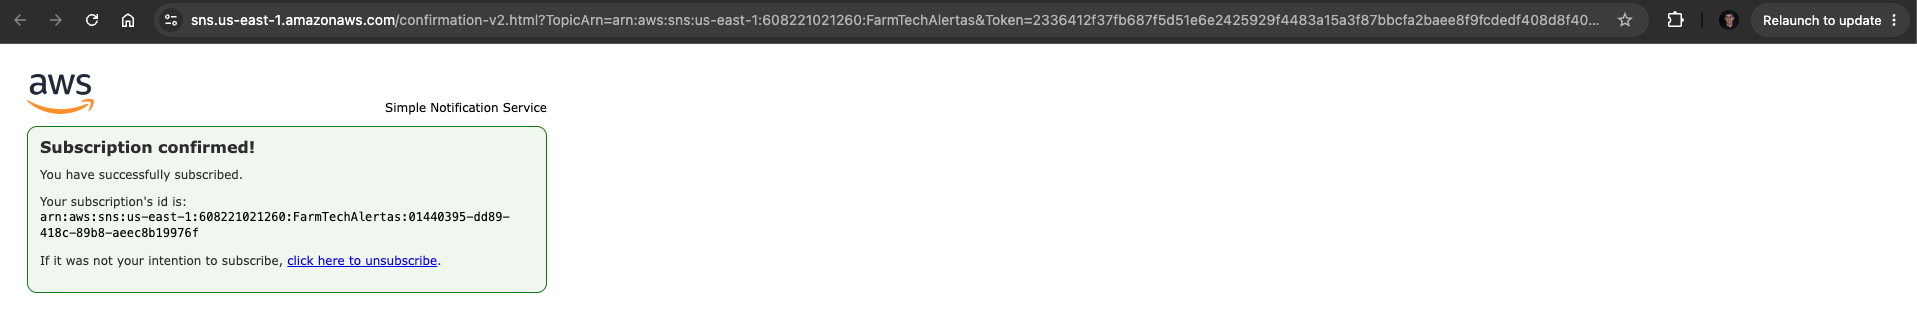 sns.us-east-1.amazonaws.com/confirmation-v2.html?TopicArn=arn:aws:sns:us-east-1:608221021260:FarmTechAlertas&Token=2336412f37fb687f5d51e6e2425929f4483a15a3f87bbcfa2baee8f9fcdedf408d8f40...
Relaunch to update
aws
Simple Notification Service
Subscription confirmed!
You have successfully subscribed.
Your subscription's id is:
arn:aws:sns:us-east-1:608221021260:FarmTechAlertas:01440395-dd89-
418c-89b8-aeec8b19976f
If it was not your intention to subscribe, click here to unsubscribe.